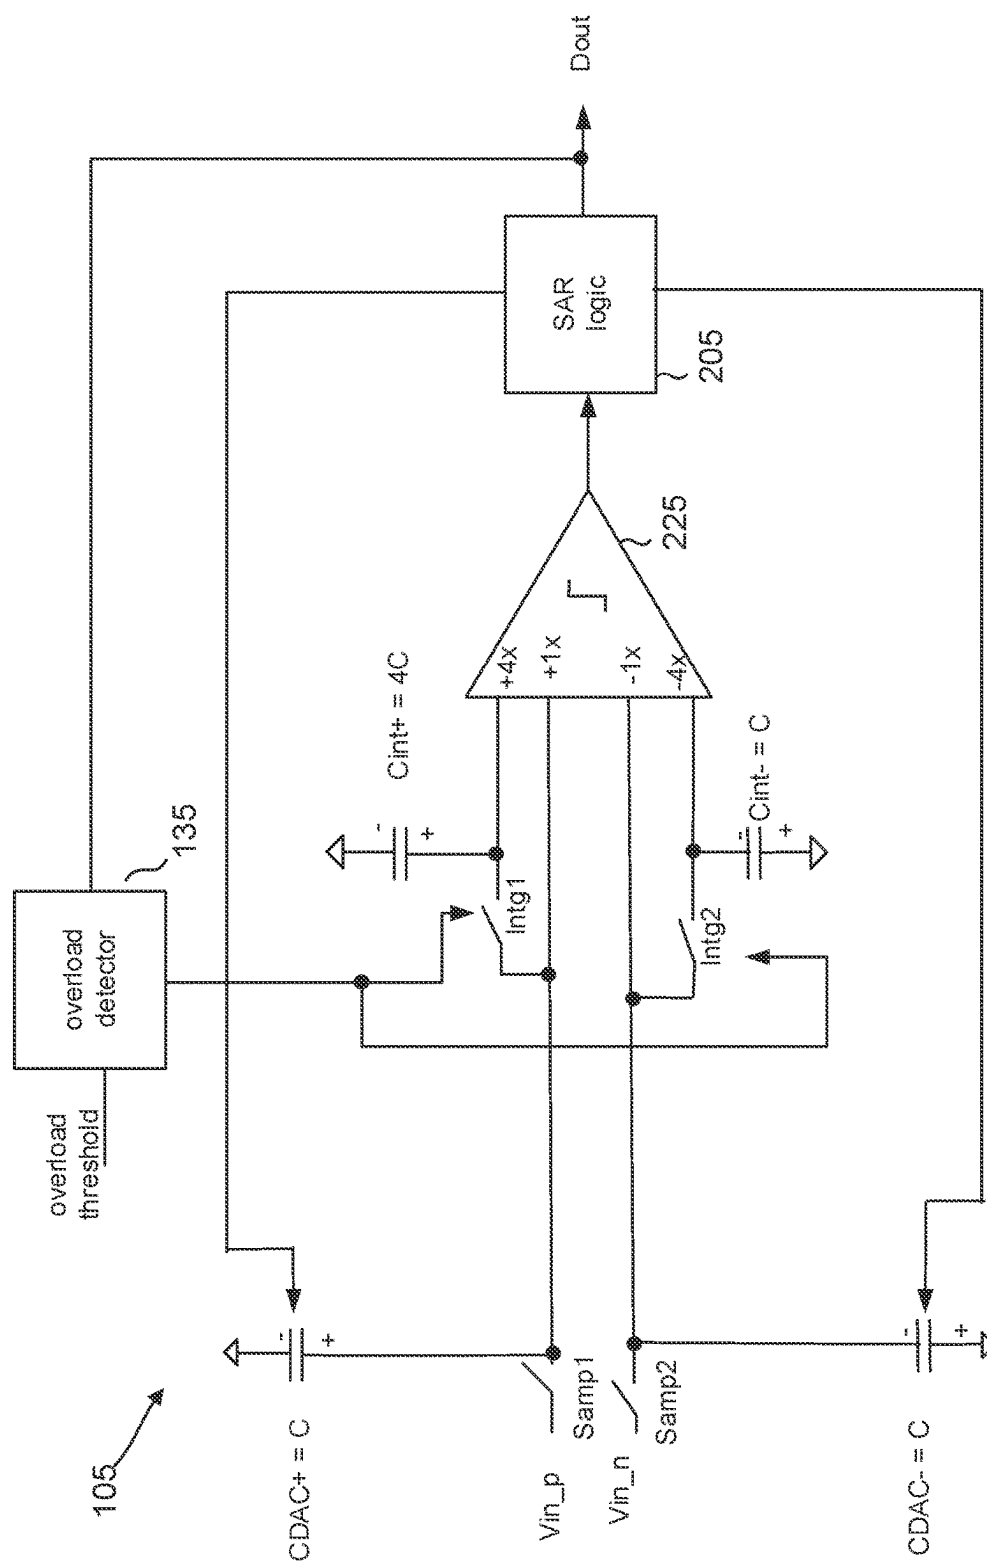 105
overload
threshold
overload
detector
135
CDAC+ = C
-
+
Cint+ = 4C
-
+
Intg1
SAR
logic
205
Dout
Vin_p
Samp1
+4x
+1x
-1x
-4x
225
Vin_n
Samp2
Intg2
Cint- = C
-
+
CDAC- = C
-
+